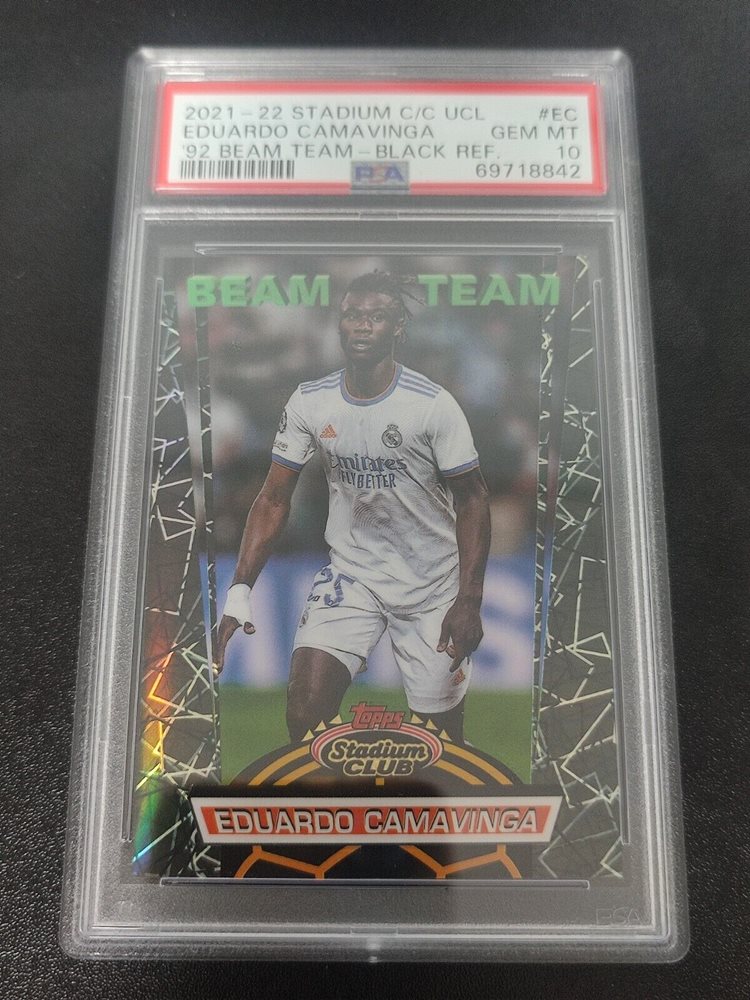 2021-22 STADIUM C/C UCL #EC
EDUARDO CAMAVINGA GEM MT
'92 BEAM TEAM-BLACK REF. 10
PSA 69718842
BEAM TEAM
Emirates
FLY BETTER
25
Topps
Stadium
CLUB
EDUARDO CAMAVINGA
PSA